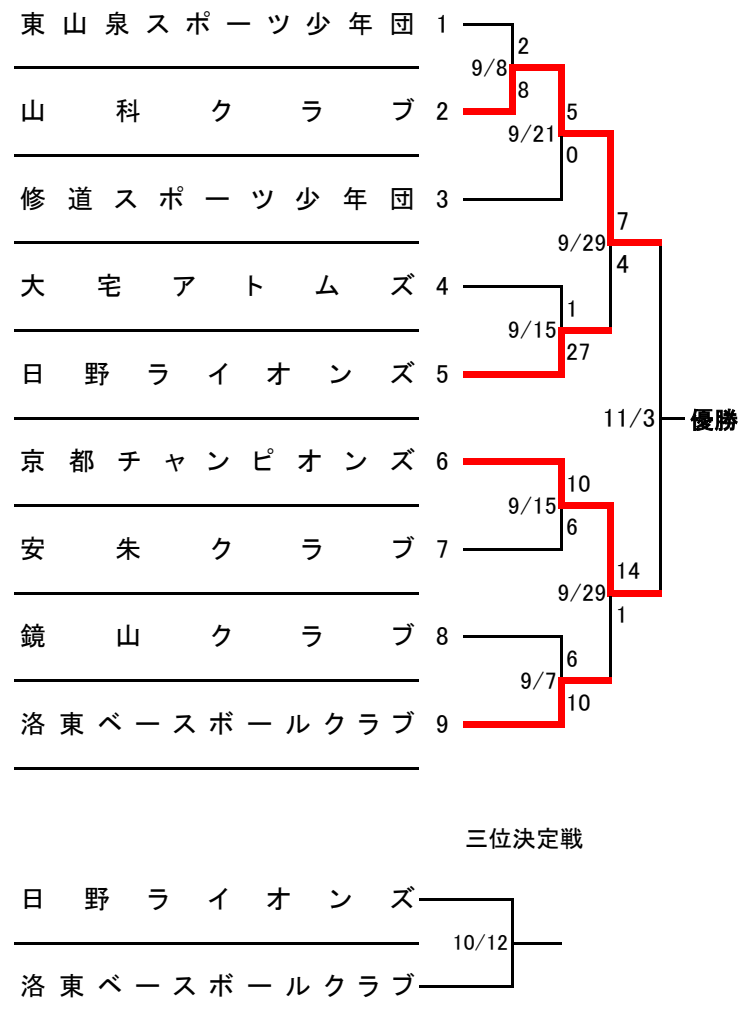 東山泉スポーツ少年団 1
2
9/8
8
山科クラブ 2
5
9/21
0
修道スポーツ少年団 3
7
9/29
4
大宅アトムズ 4
1
9/15
27
日野ライオンズ 5
11/3 優勝
京都チャンピオンズ 6
10
9/15
6
安朱クラブ 7
14
9/29
1
鏡山クラブ 8
6
9/7
10
洛東ベースボールクラブ 9
三位決定戦
日野ライオンズ
10/12
洛東ベースボールクラブ